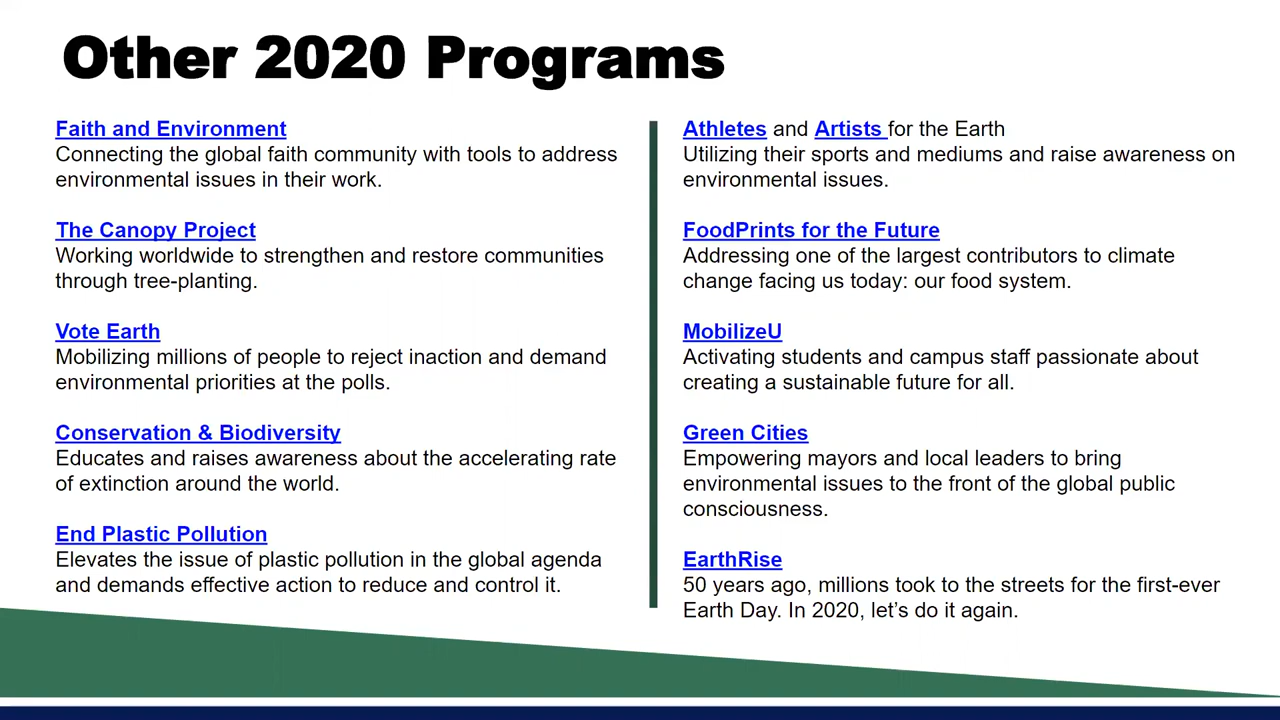 Other 2020 Programs
Faith and Environment
Connecting the global faith community with tools to address
environmental issues in their work.
The Canopy Project
Working worldwide to strengthen and restore communities
through tree-planting.
Vote Earth
Mobilizing millions of people to reject inaction and demand
environmental priorities at the polls.
Conservation & Biodiversity
Educates and raises awareness about the accelerating rate
of extinction around the world.
End Plastic Pollution
Elevates the issue of plastic pollution in the global agenda
and demands effective action to reduce and control it.
Athletes and Artists for the Earth
Utilizing their sports and mediums and raise awareness on
environmental issues.
FoodPrints for the Future
Addressing one of the largest contributors to climate
change facing us today: our food system.
MobilizeU
Activating students and campus staff passionate about
creating a sustainable future for all.
Green Cities
Empowering mayors and local leaders to bring
environmental issues to the front of the global public
consciousness.
EarthRise
50 years ago, millions took to the streets for the first-ever
Earth Day. In 2020, let’s do it again.